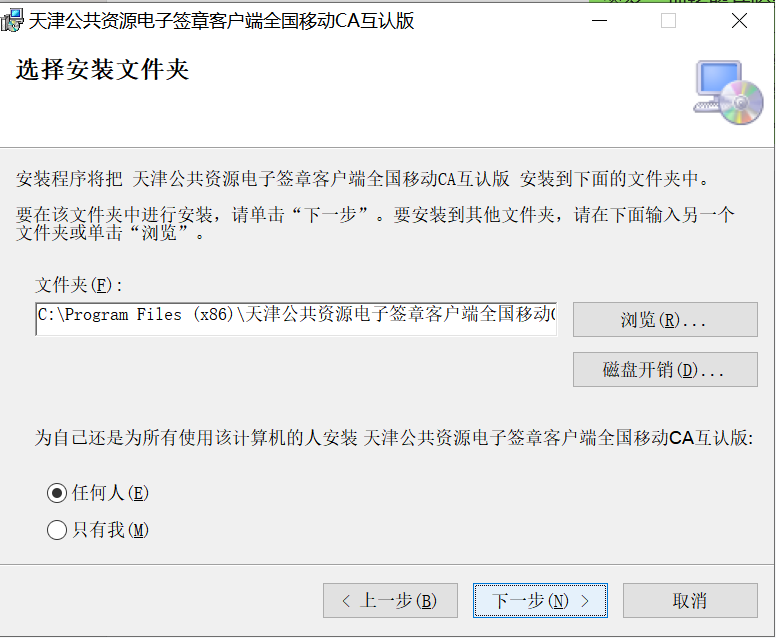 天津公共资源电子签章客户端全国移动CA互认版
选择安装文件夹
安装程序将把 天津公共资源电子签章客户端全国移动CA互认版 安装到下面的文件夹中。
要在该文件夹中进行安装，请单击“下一步”。要安装到其他文件夹，请在下面输入另一个
文件夹或单击“浏览”。
文件夹(F):
C:\Program Files (x86)\天津公共资源电子签章客户端全国移动
浏览(R)...
磁盘开销(D)...
为自己还是为所有使用该计算机的人安装 天津公共资源电子签章客户端全国移动CA互认版:
任何人(E)
只有我(M)
< 上一步(B)
下一步(N) >
取消